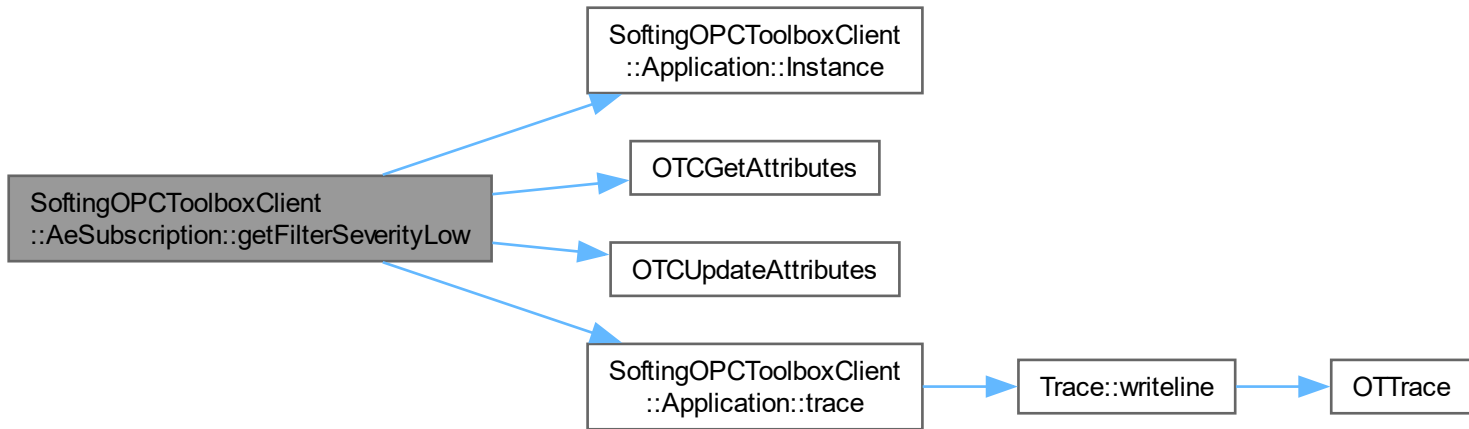 SoftingOPCToolboxClient
::Application::Instance
OTCGetAttributes
SoftingOPCToolboxClient
::AeSubscription::getFilterSeverityLow
OTCUpdateAttributes
SoftingOPCToolboxClient
::Application::trace
Trace::writeline
OTTrace